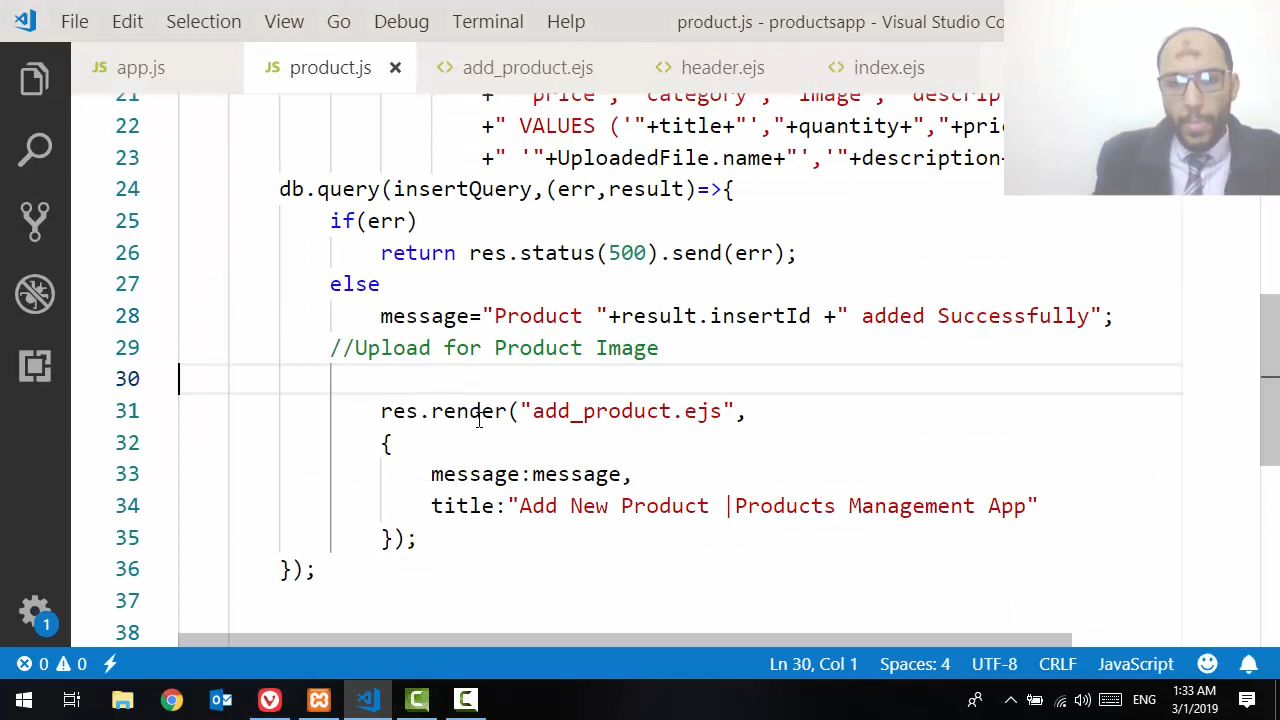 File Edit Selection View Go Debug Terminal Help product.js - productsapp - Visual Studio Co
JS app.js JS product.js × <> add_product.ejs <> header.ejs <> index.ejs
21 + "`price`, `category`, `image`, `descrip
22 +" VALUES ('"+title+"',"+quantity+","+pri
23 +" '"+UploadedFile.name+"','"+description+
24 db.query(insertQuery,(err,result)=>{
25 if(err)
26 return res.status(500).send(err);
27 else
28 message="Product "+result.insertId +" added Successfully";
29 //Upload for Product Image
30
31 res.render("add_product.ejs",
32 {
33 message:message,
34 title:"Add New Product |Products Management App"
35 });
36 });
37
38
1
0 0 Ln 30, Col 1 Spaces: 4 UTF-8 CRLF JavaScript
ENG 1:33 AM
3/1/2019